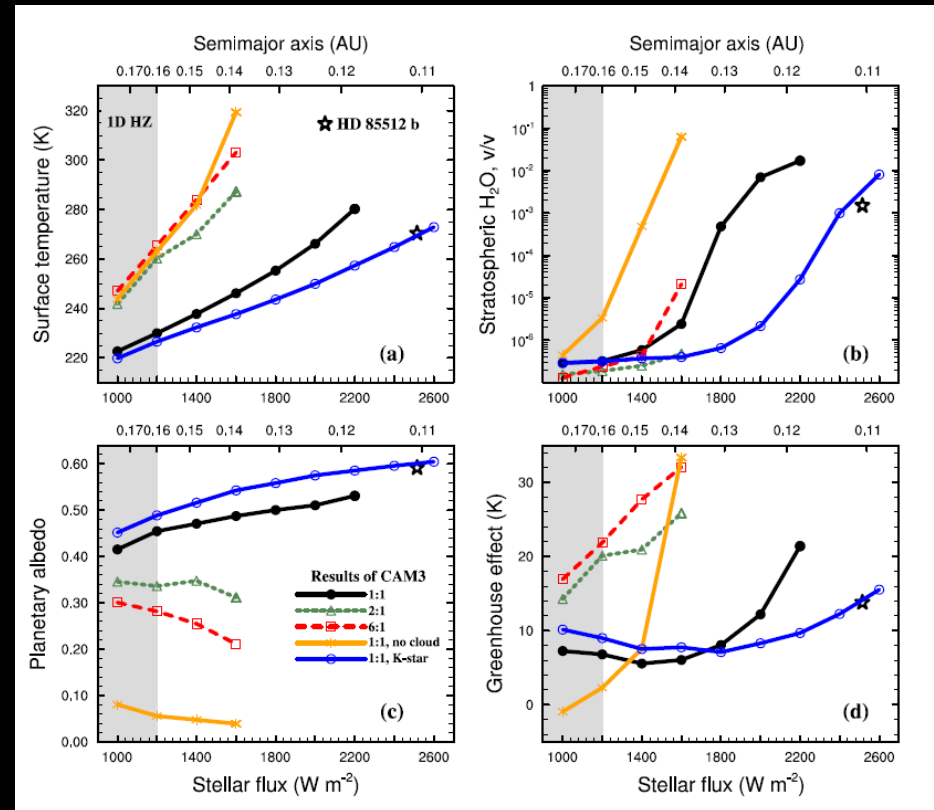 Semimajor axis (AU)
0.17 0.16 0.15 0.14 0.13 0.12 0.11
320
300
280
260
240
220
Surface temperature (K)
1D HZ
HD 85512 b
(a)
1000 1400 1800 2200 2600
Semimajor axis (AU)
0.17 0.16 0.15 0.14 0.13 0.12 0.11
1
10-1
10-2
10-3
10-4
10-5
10-6
Stratospheric H2O, v/v
(b)
1000 1400 1800 2200 2600
0.17 0.16 0.15 0.14 0.13 0.12 0.11
0.60
0.50
0.40
0.30
0.20
0.10
0.00
Planetary albedo
Results of CAM3
1:1
2:1
6:1
1:1, no cloud
1:1, K-star
(c)
1000 1400 1800 2200 2600
Stellar flux (W m-2)
0.17 0.16 0.15 0.14 0.13 0.12 0.11
30
20
10
0
Greenhouse effect (K)
(d)
1000 1400 1800 2200 2600
Stellar flux (W m-2)